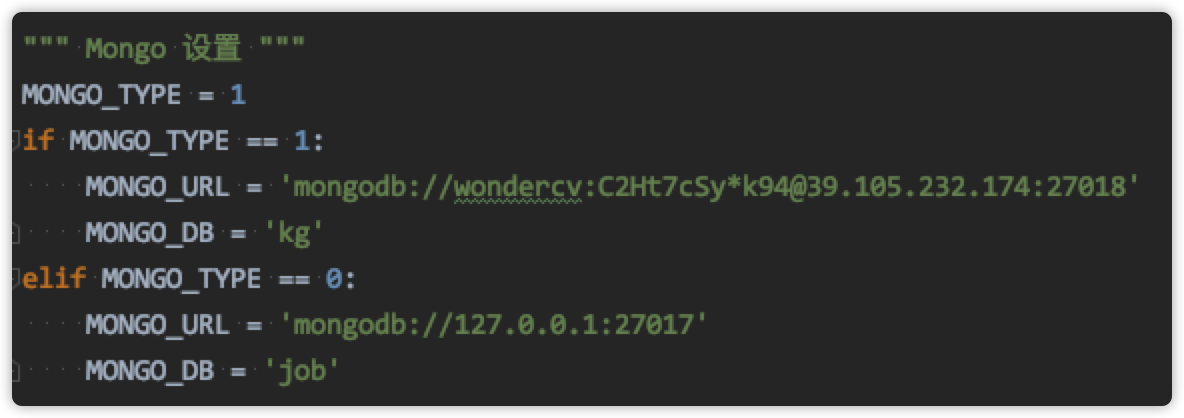 """ Mongo 设置 """
MONGO_TYPE = 1
if MONGO_TYPE == 1:
    MONGO_URL = 'mongodb://wondercv:C2Ht7cSy*k94@39.105.232.174:27018'
    MONGO_DB = 'kg'
elif MONGO_TYPE == 0:
    MONGO_URL = 'mongodb://127.0.0.1:27017'
    MONGO_DB = 'job'